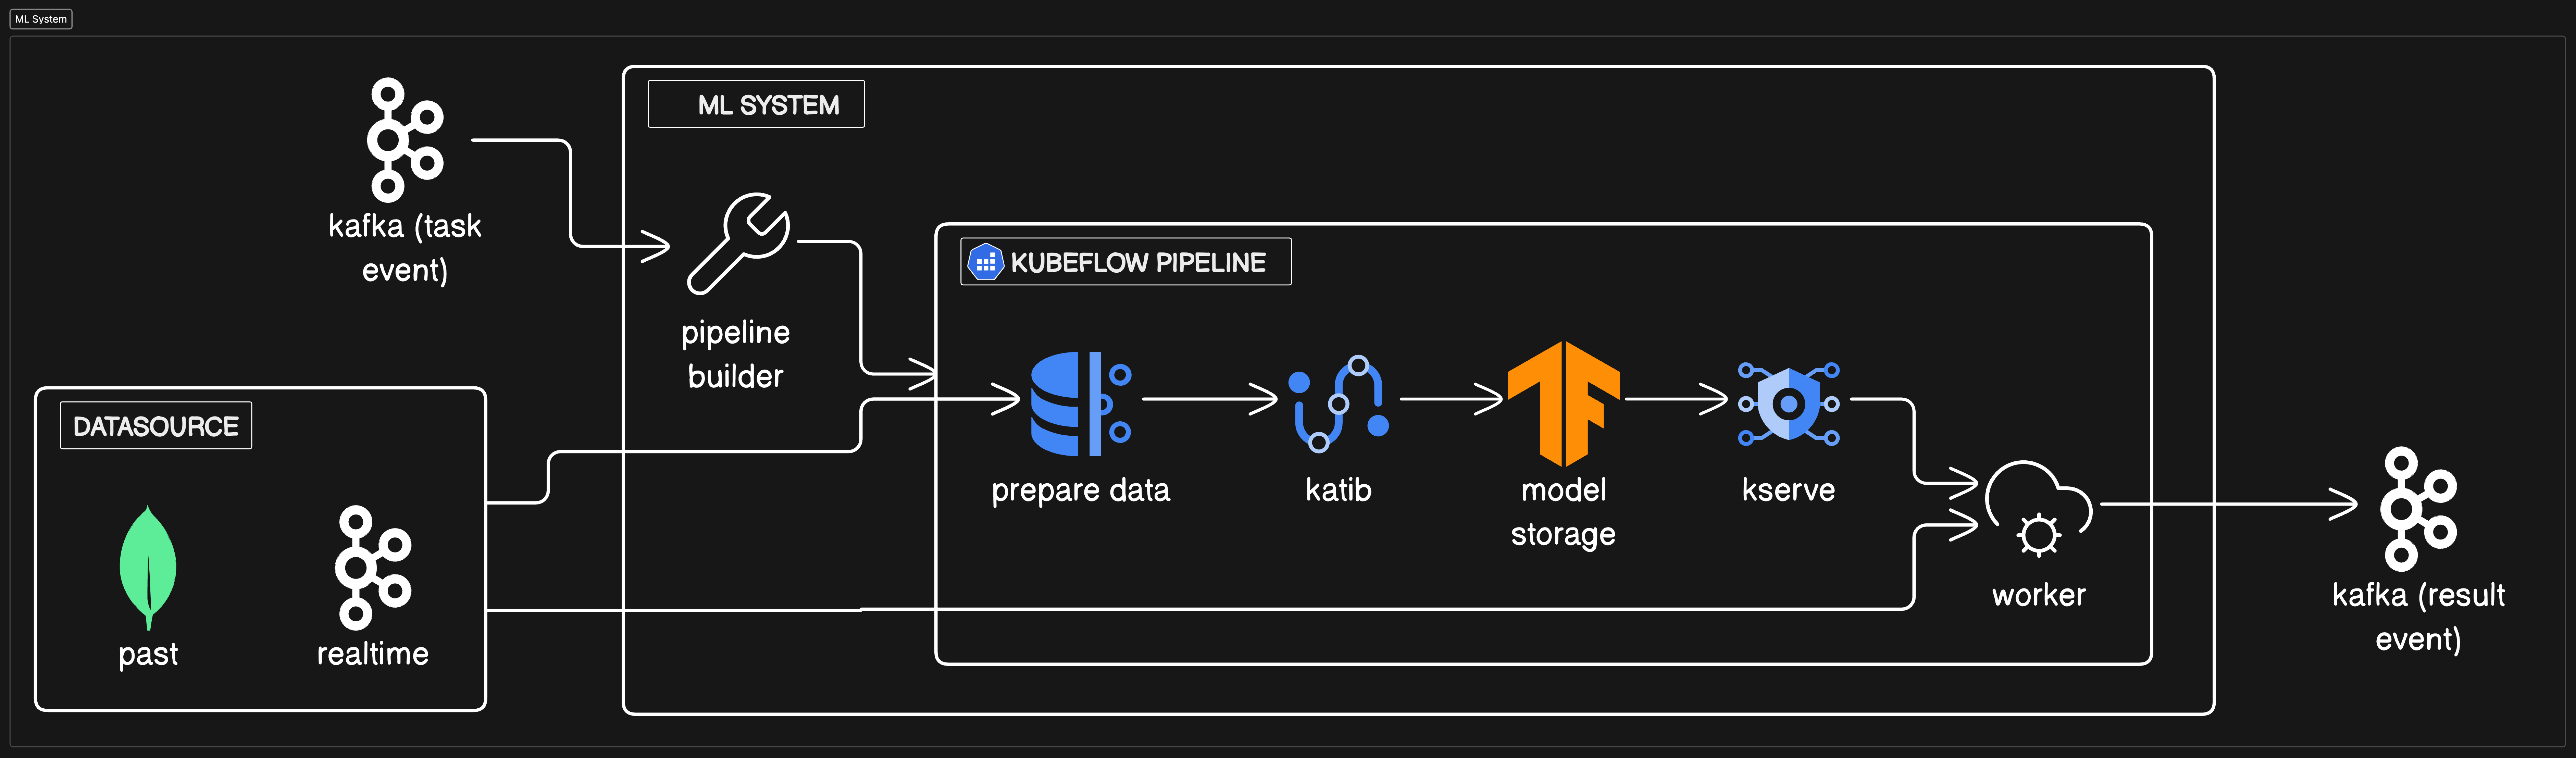 ML System
ML SYSTEM
kafka (task
event)
pipeline
builder
KUBEFLOW PIPELINE
DATASOURCE
past
realtime
prepare data
katib
model
storage
kserve
worker
kafka (result
event)